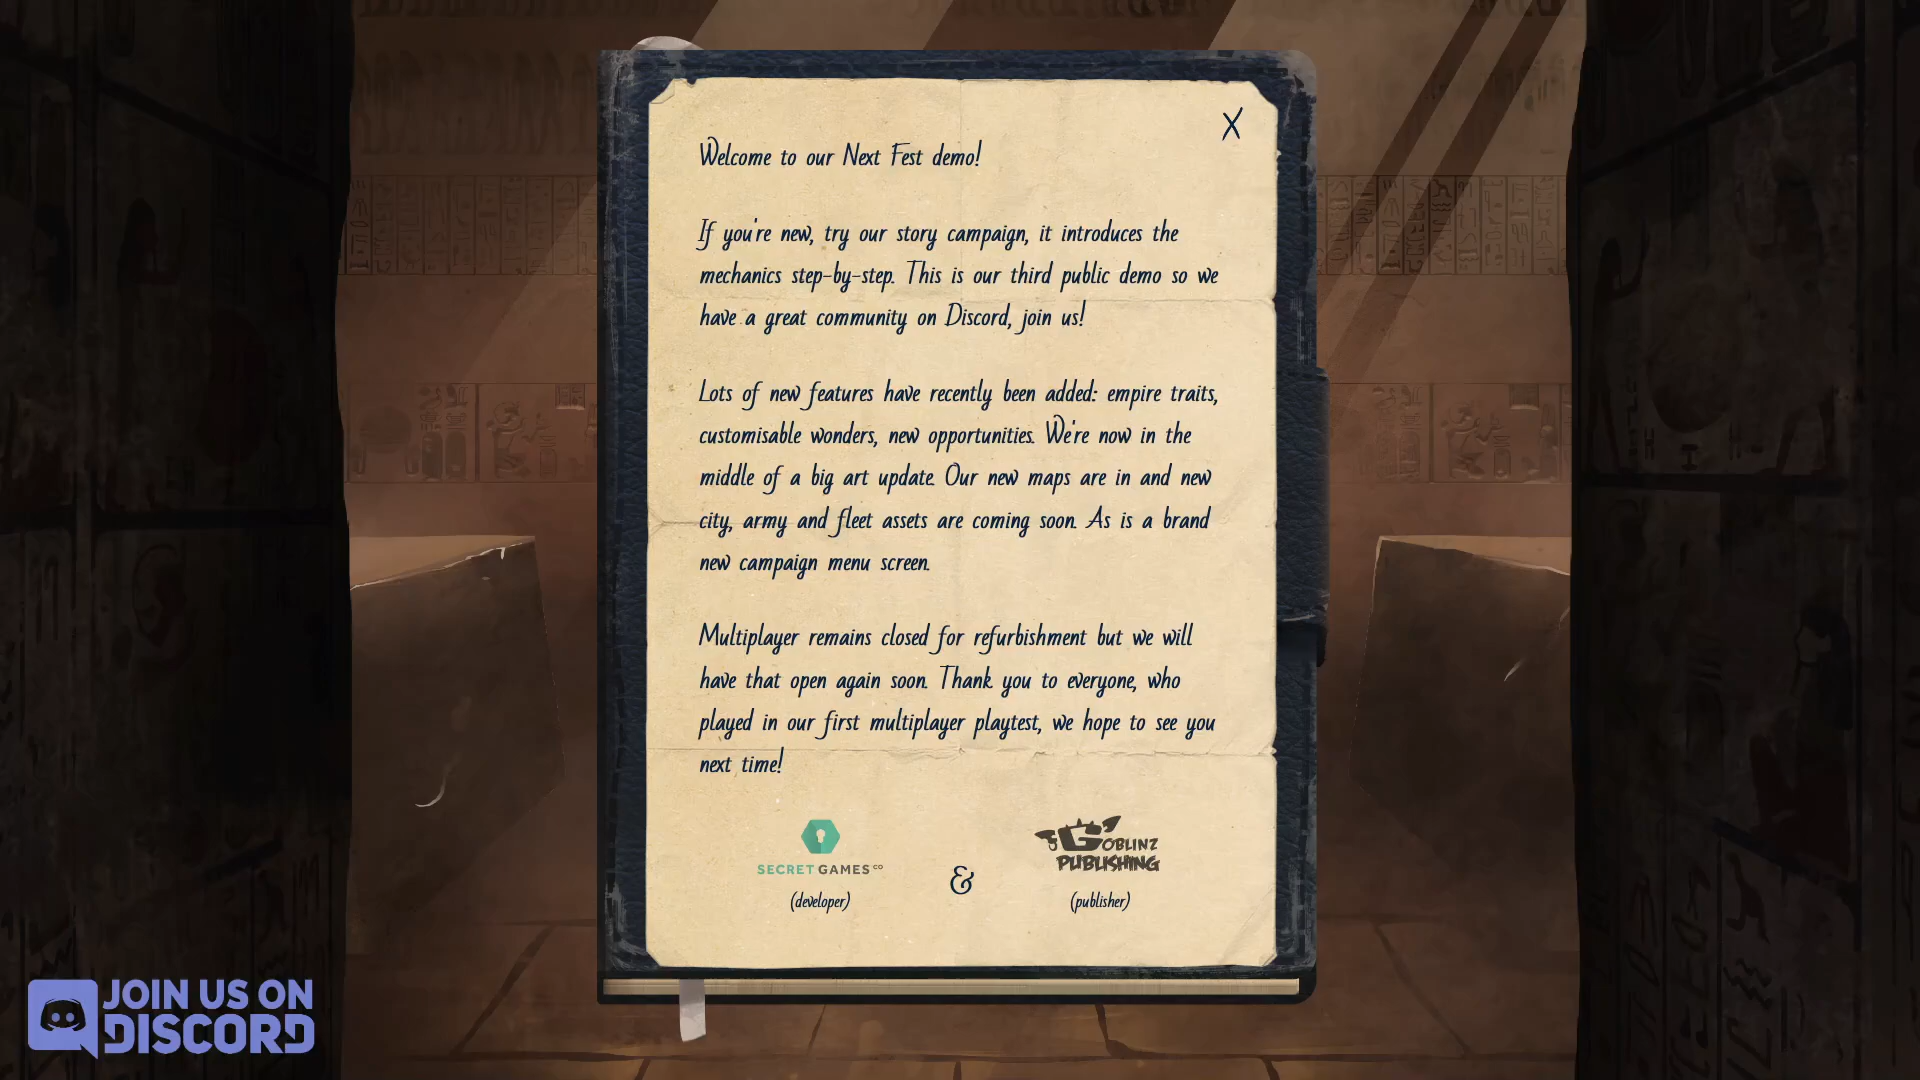 X
Welcome to our Next Fest demo!
If you're new, try our story campaign, it introduces the
mechanics step-by-step. This is our third public demo so we
have a great community on Discord, join us!
Lots of new features have recently been added: empire traits,
customisable wonders, new opportunities. We're now in the
middle of a big art update. Our new maps are in and new
city, army and fleet assets are coming soon. As is a brand
new campaign menu screen.
Multiplayer remains closed for refurbishment but we will
have that open again soon. Thank you to everyone, who
played in our first multiplayer playtest, we hope to see you
next time!
SECRET GAMES CO
(developer)
&
GOBLINZ
PUBLISHING
(publisher)
JOIN US ON
DISCORD